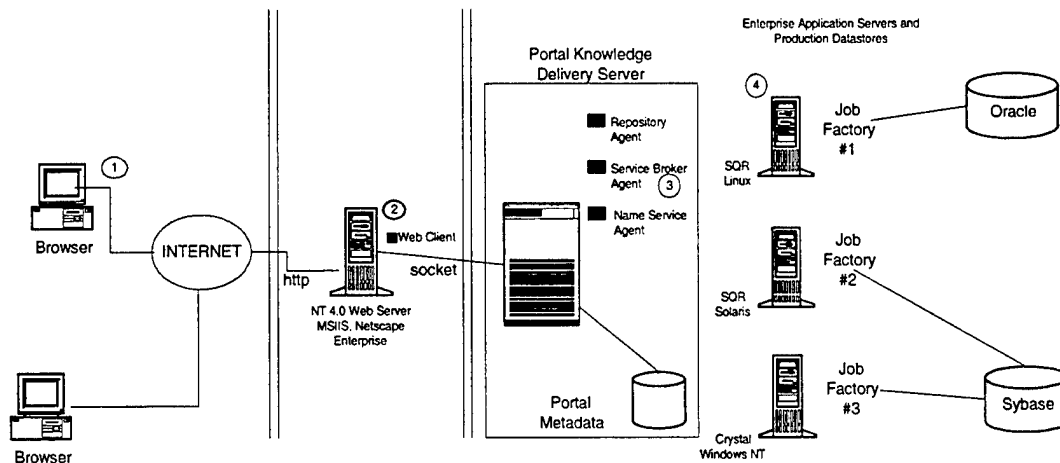 Enterprise Application Servers and
Production Datastores
Portal Knowledge
Delivery Server
4
Repository
Agent
Job
Factory
#1
Oracle
1
Service Broker
Agent
3
SQR
Linux
2
Web Client
Name Service
Agent
Browser
INTERNET
http
socket
Job
Factory
#2
NT 4.0 Web Server
MSIIS, Netscape
Enterprise
SQR
Solaris
Portal
Metadata
Job
Factory
#3
Sybase
Browser
Crystal
Windows NT